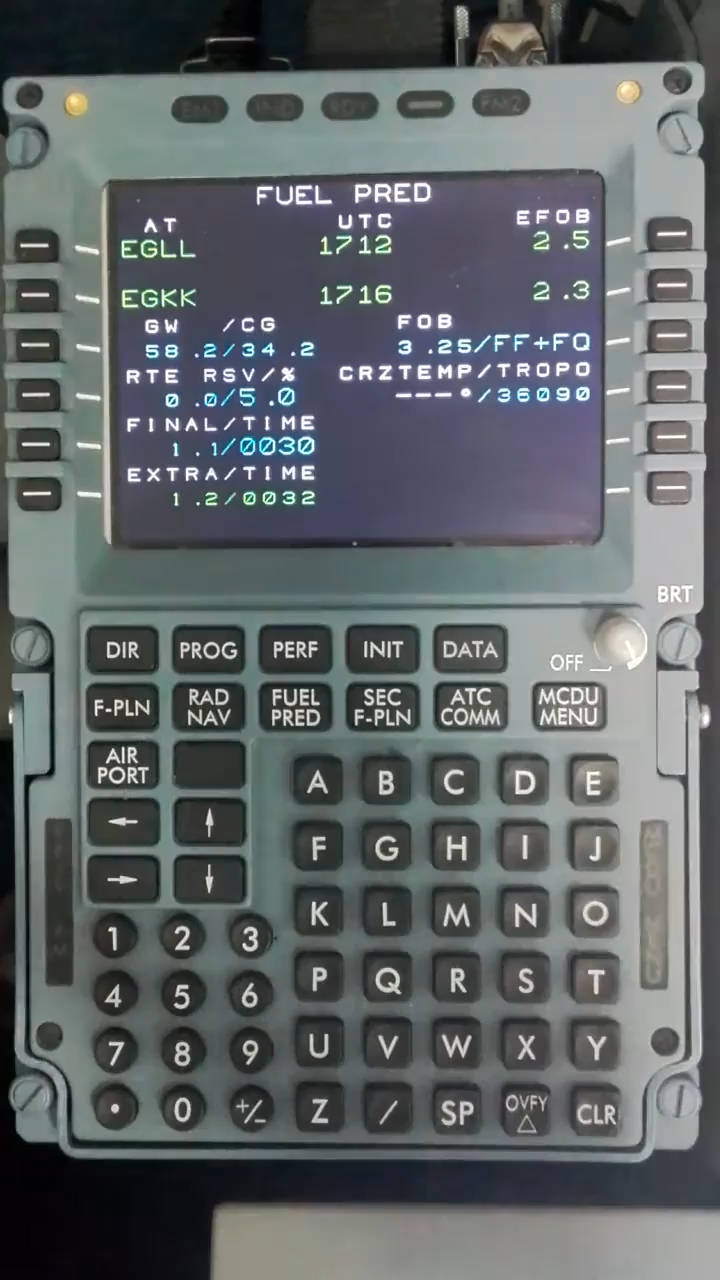 FUEL PRED
AT UTC EFOB
EGLL 1712 2.5
EGKK 1716 2.3
GW /CG FOB
58.2/34.2 3.25/FF+FQ
RTE RSV/% CRZTEMP/TROPO
0.0/5.0 ---°/36090
FINAL/TIME
1.1/0030
EXTRA/TIME
1.2/0032
BRT
OFF
DIR PROG PERF INIT DATA
F-PLN RAD NAV FUEL PRED SEC F-PLN ATC COMM MCDU MENU
AIR PORT
← ↑
→ ↓
A B C D E
F G H I J
K L M N O
P Q R S T
U V W X Y
Z / SP OVFY △ CLR
1 2 3
4 5 6
7 8 9
. 0 +/-